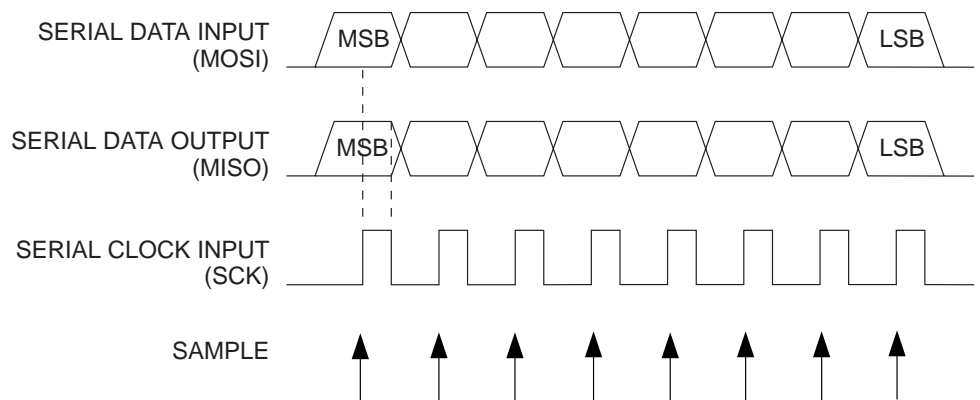 SERIAL DATA INPUT
(MOSI)
MSB
LSB
SERIAL DATA OUTPUT
(MISO)
MSB
LSB
SERIAL CLOCK INPUT
(SCK)
SAMPLE